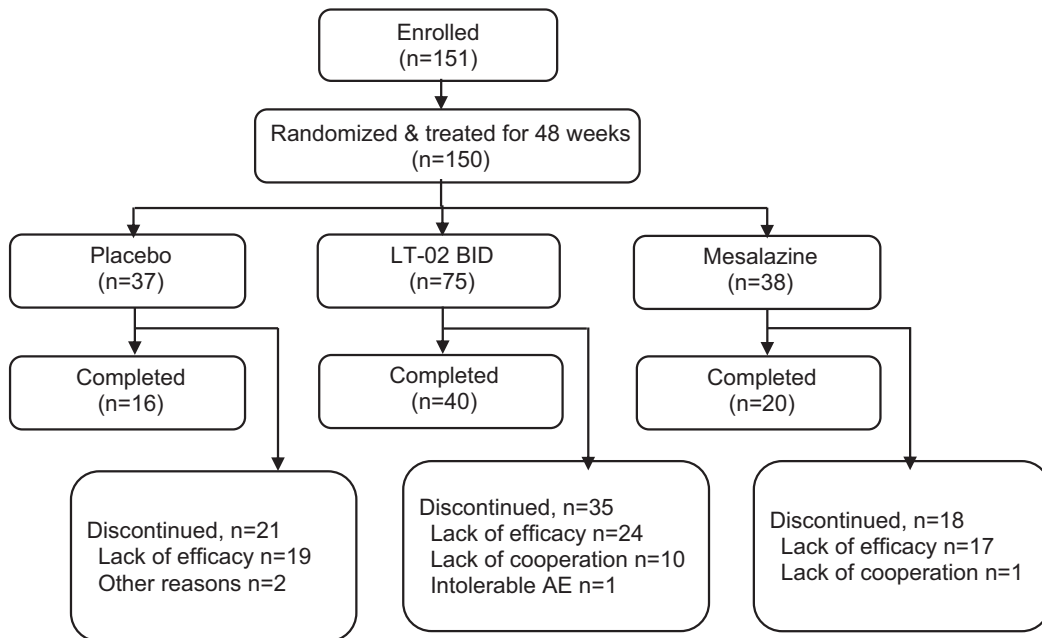 Enrolled
(n=151)
Randomized & treated for 48 weeks
(n=150)
Placebo
(n=37)
LT-02 BID
(n=75)
Mesalazine
(n=38)
Completed
(n=16)
Completed
(n=40)
Completed
(n=20)
Discontinued, n=21
Lack of efficacy n=19
Other reasons n=2
Discontinued, n=35
Lack of efficacy n=24
Lack of cooperation n=10
Intolerable AE n=1
Discontinued, n=18
Lack of efficacy n=17
Lack of cooperation n=1